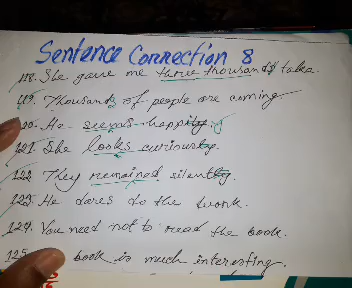 Sentence Correction 8
118. She gave me three thousands taka.
119. Thousands of people are coming.
120. He seems happily y
121. She looks curiously.
122. They remained silently.
123. He dares do the work.
124. You need not to read the book.
125. book is much interesting.